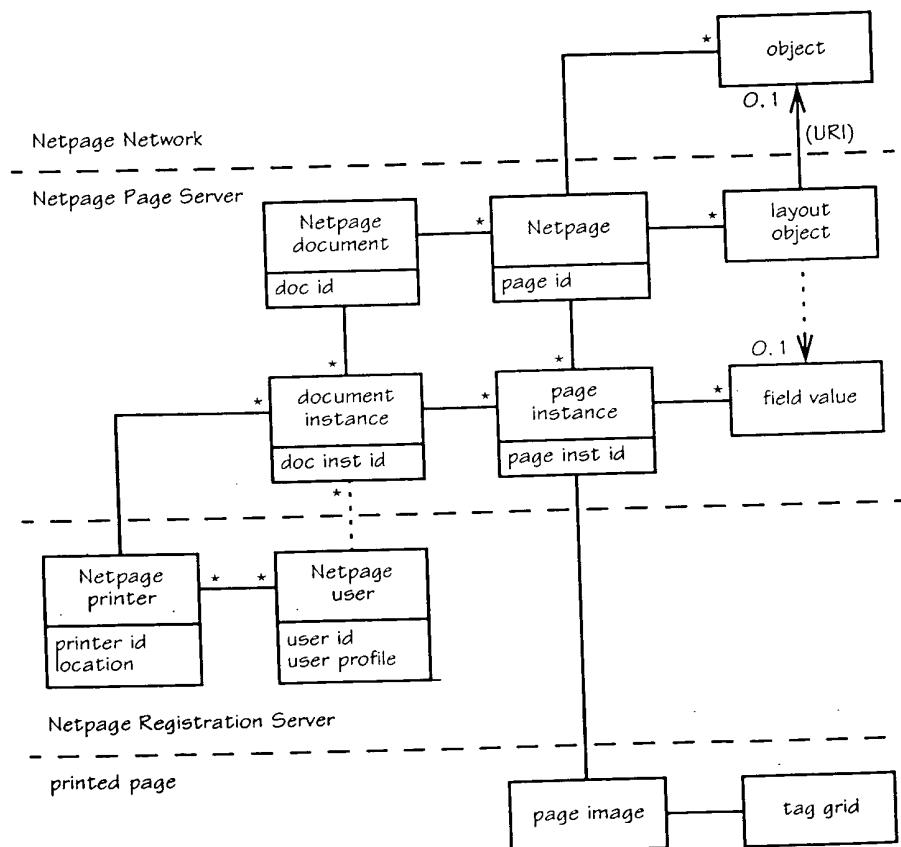 *
object
0.1
(URI)
Netpage Network
Netpage Page Server
Netpage
document
doc id
*
Netpage
page id
*
layout
object
*
*
0.1
*
document
instance
doc inst id
*
*
page
instance
page inst id
*
field value
Netpage
printer
printer id
location
*
*
Netpage
user
user id
user profile
Netpage Registration Server
printed page
page image
tag grid